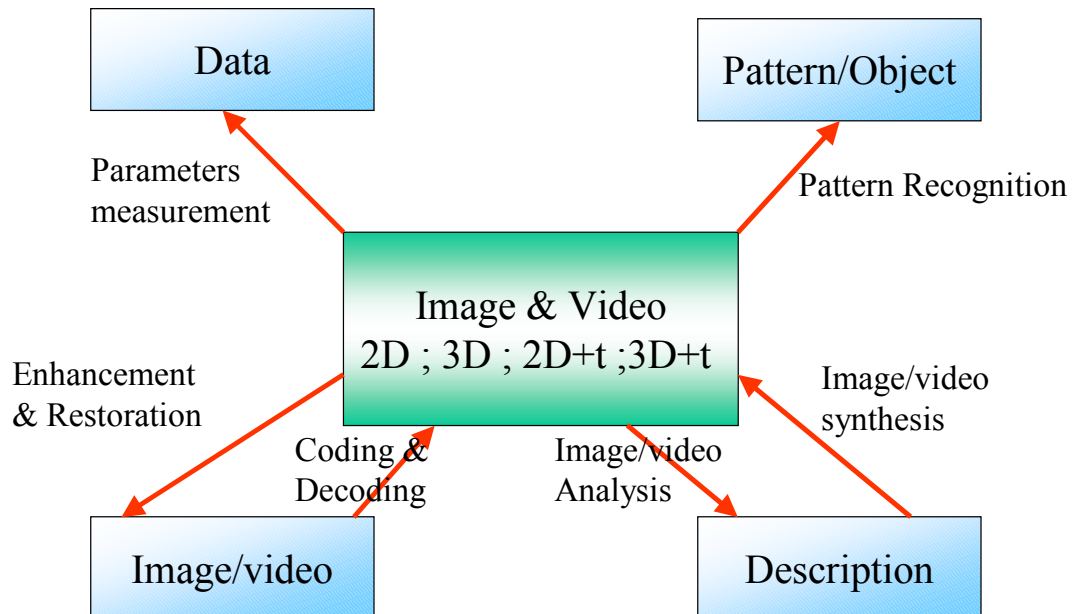 Data
Pattern/Object
Parameters
measurement
Pattern Recognition
Image & Video
2D ; 3D ; 2D+t ;3D+t
Enhancement
& Restoration
Image/video
synthesis
Coding &
Decoding
Image/video
Analysis
Image/video
Description